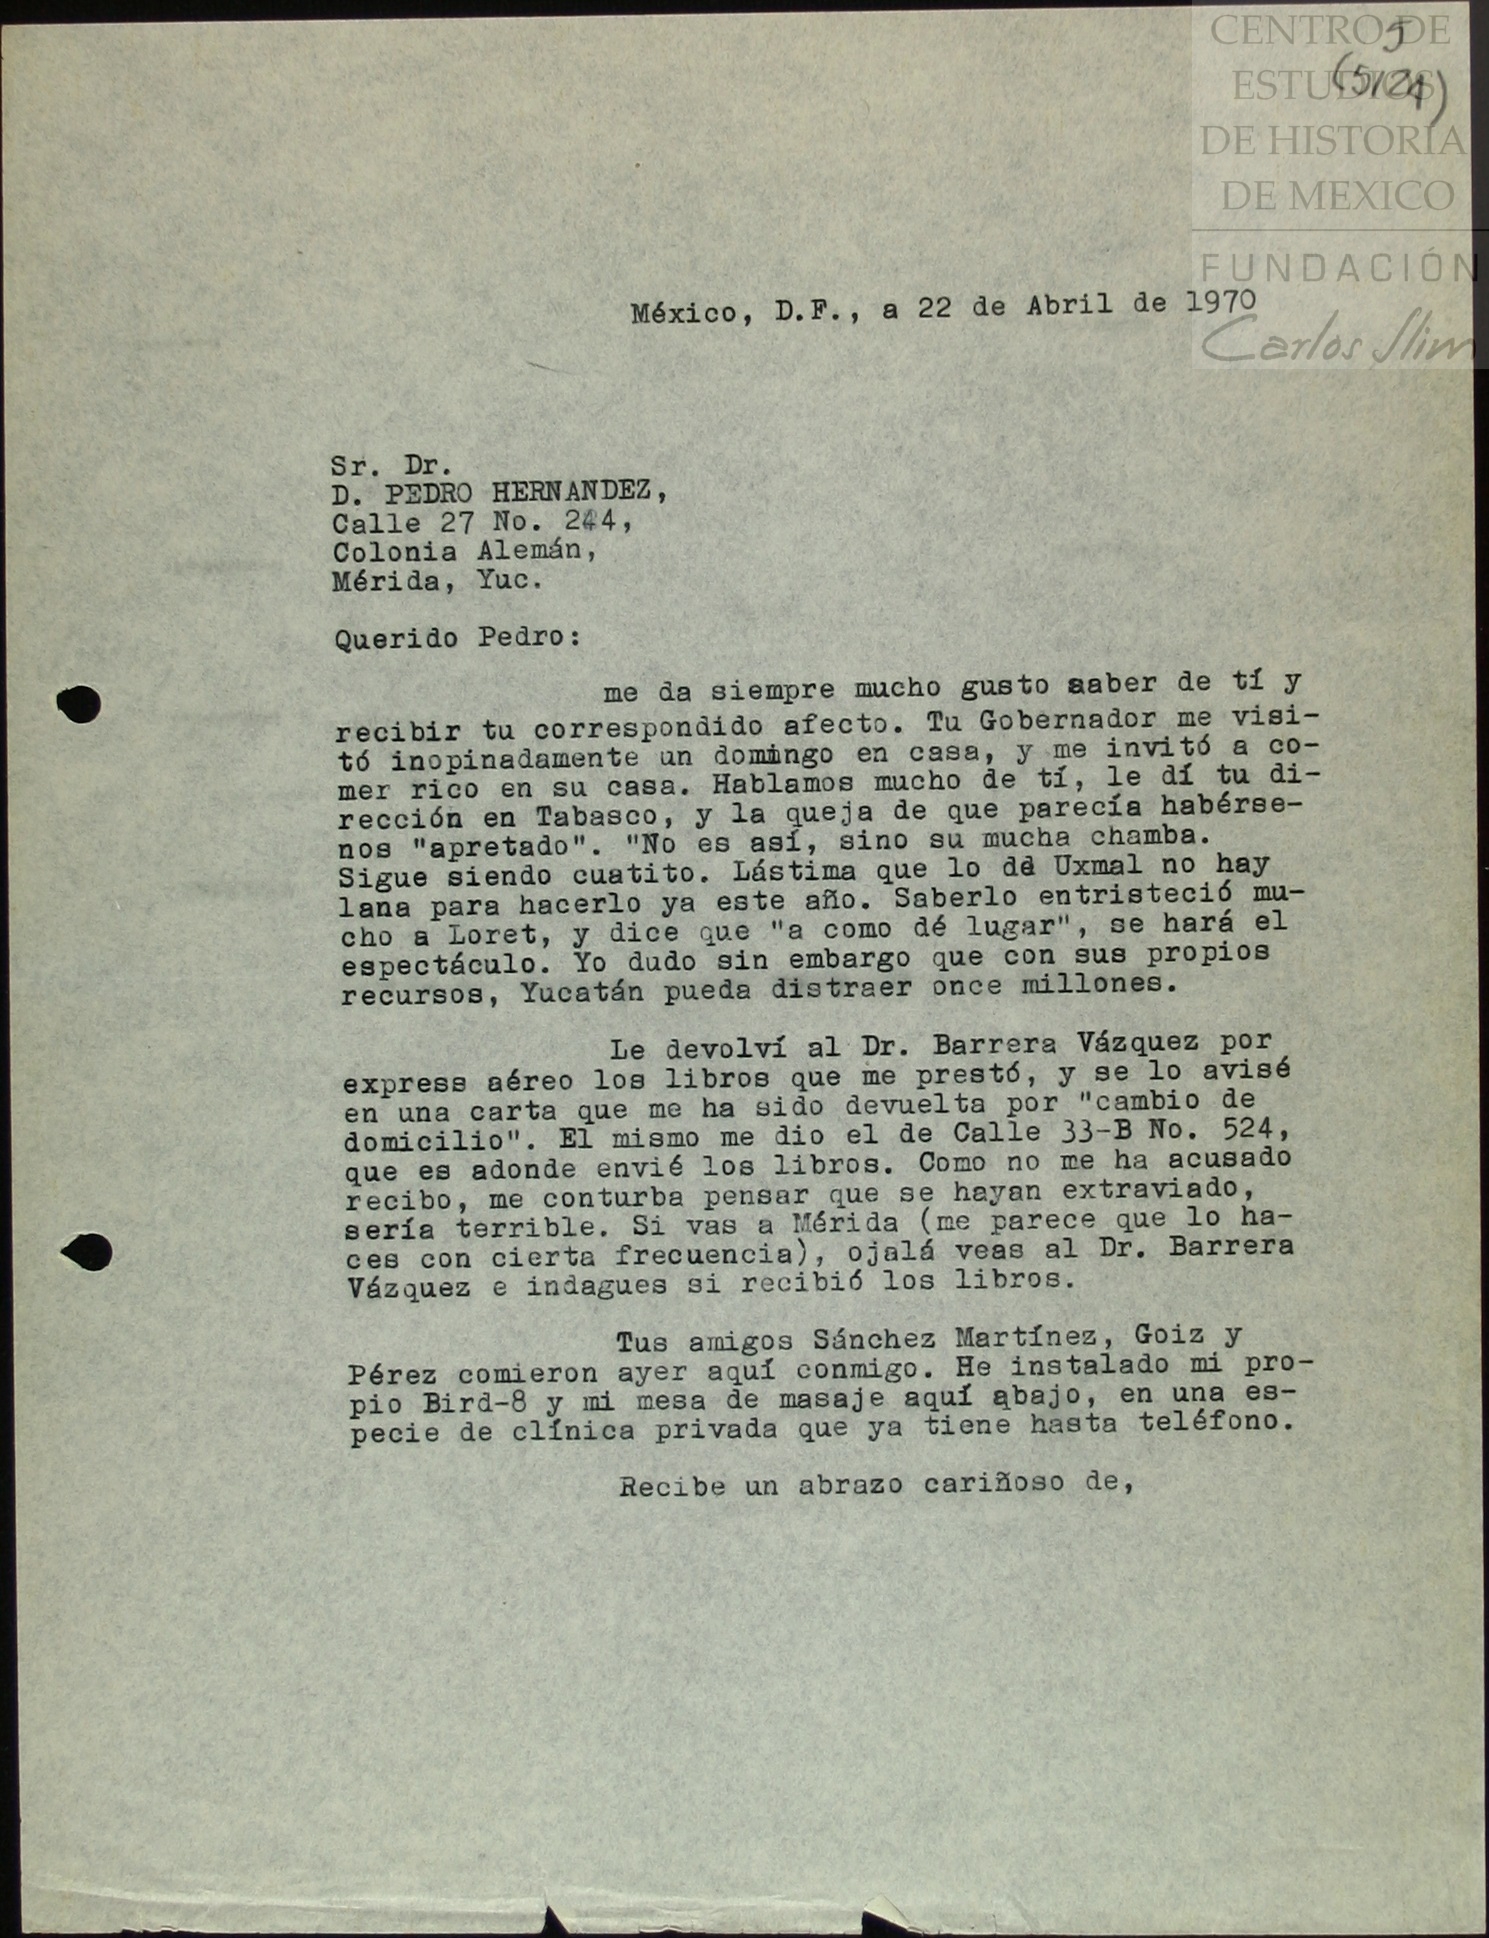 CENTRO DE
ESTUDIOS
DE HISTORIA
DE MEXICO
FUNDACIÓN
Carlos Slim
5
(5124)
México, D.F., a 22 de Abril de 1970
Sr. Dr.
D. PEDRO HERNANDEZ,
Calle 27 No. 244,
Colonia Alemán,
Mérida, Yuc.
Querido Pedro:
me da siempre mucho gusto saber de tí y
recibir tu correspondido afecto. Tu Gobernador me visi-
tó inopinadamente un domingo en casa, y me invitó a co-
mer rico en su casa. Hablamos mucho de tí, le dí tu di-
rección en Tabasco, y la queja de que parecía habérse-
nos "apretado". "No es así, sino su mucha chamba.
Sigue siendo cuatito. Lástima que lo de Uxmal no hay
lana para hacerlo ya este año. Saberlo entristeció mu-
cho a Loret, y dice que "a como dé lugar", se hará el
espectáculo. Yo dudo sin embargo que con sus propios
recursos, Yucatán pueda distraer once millones.
Le devolví al Dr. Barrera Vázquez por
express aéreo los libros que me prestó, y se lo avisé
en una carta que me ha sido devuelta por "cambio de
domicilio". El mismo me dio el de Calle 33-B No. 524,
que es adonde envié los libros. Como no me ha acusado
recibo, me conturba pensar que se hayan extraviado,
sería terrible. Si vas a Mérida (me parece que lo ha-
ces con cierta frecuencia), ojalá veas al Dr. Barrera
Vázquez e indagues si recibió los libros.
Tus amigos Sánchez Martínez, Goiz y
Pérez comieron ayer aquí conmigo. He instalado mi pro-
pio Bird-8 y mi mesa de masaje aquí abajo, en una es-
pecie de clínica privada que ya tiene hasta teléfono.
Recibe un abrazo cariñoso de,